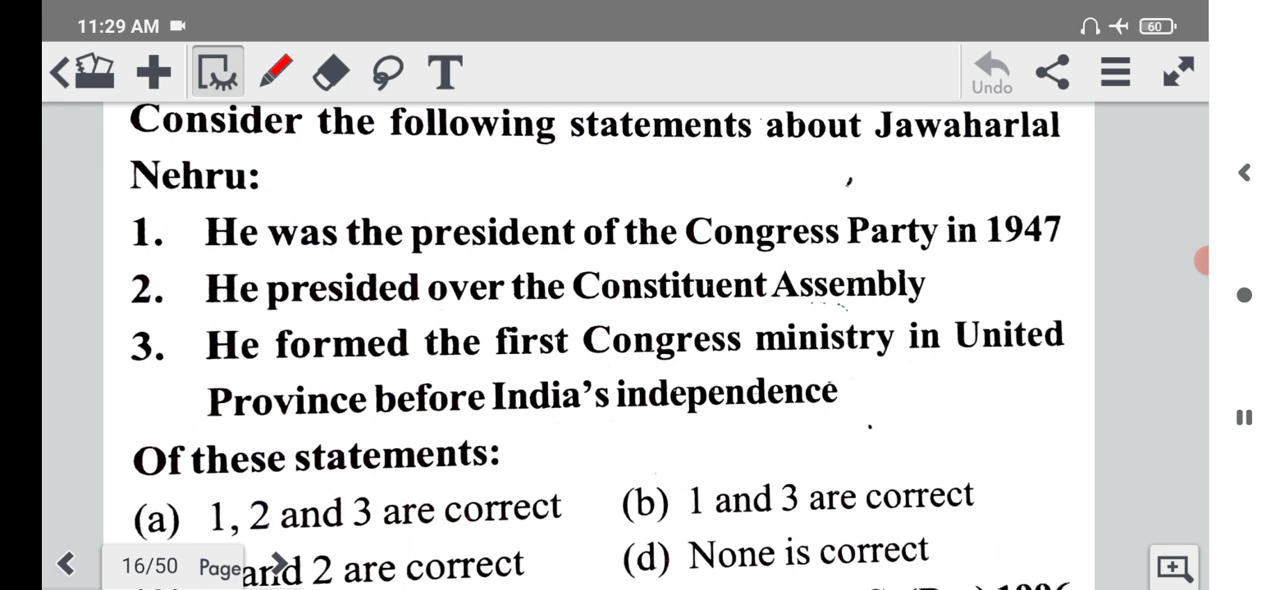 11:29 AM
60
T
Undo
Consider the following statements about Jawaharlal
Nehru:
1. He was the president of the Congress Party in 1947
2. He presided over the Constituent Assembly
3. He formed the first Congress ministry in United
Province before India's independence
Of these statements:
(a) 1, 2 and 3 are correct (b) 1 and 3 are correct
and 2 are correct (d) None is correct
16/50 Page